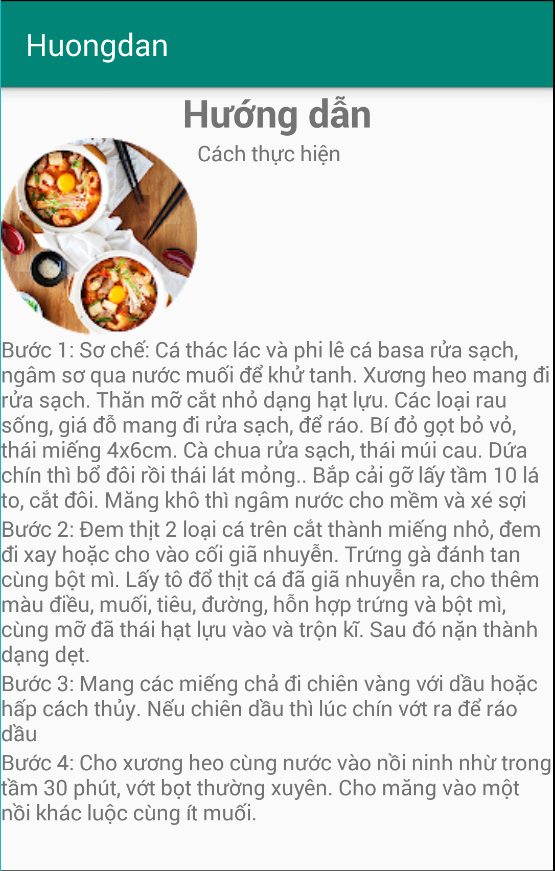 Huongdan
Hướng dẫn
Cách thực hiện
Bước 1: Sơ chế: Cá thác lác và phi lê cá basa rửa sạch,
ngâm sơ qua nước muối để khử tanh. Xương heo mang đi
rửa sạch. Thăn mỡ cắt nhỏ dạng hạt lựu. Các loại rau
sống, giá đỗ mang đi rửa sạch, để ráo. Bí đỏ gọt bỏ vỏ,
thái miếng 4x6cm. Cà chua rửa sạch, thái múi cau. Dứa
chín thì bổ đôi rồi thái lát mỏng.. Bắp cải gỡ lấy tầm 10 lá
to, cắt đôi. Măng khô thì ngâm nước cho mềm và xé sợi
Bước 2: Đem thịt 2 loại cá trên cắt thành miếng nhỏ, đem
đi xay hoặc cho vào cối giã nhuyễn. Trứng gà đánh tan
cùng bột mì. Lấy tô đổ thịt cá đã giã nhuyễn ra, cho thêm
màu điều, muối, tiêu, đường, hỗn hợp trứng và bột mì,
cùng mỡ đã thái hạt lựu vào và trộn kĩ. Sau đó nặn thành
dạng dẹt.
Bước 3: Mang các miếng chả đi chiên vàng với dầu hoặc
hấp cách thủy. Nếu chiên dầu thì lúc chín vớt ra để ráo
dầu
Bước 4: Cho xương heo cùng nước vào nồi ninh nhừ trong
tầm 30 phút, vớt bọt thường xuyên. Cho măng vào một
nồi khác luộc cùng ít muối.